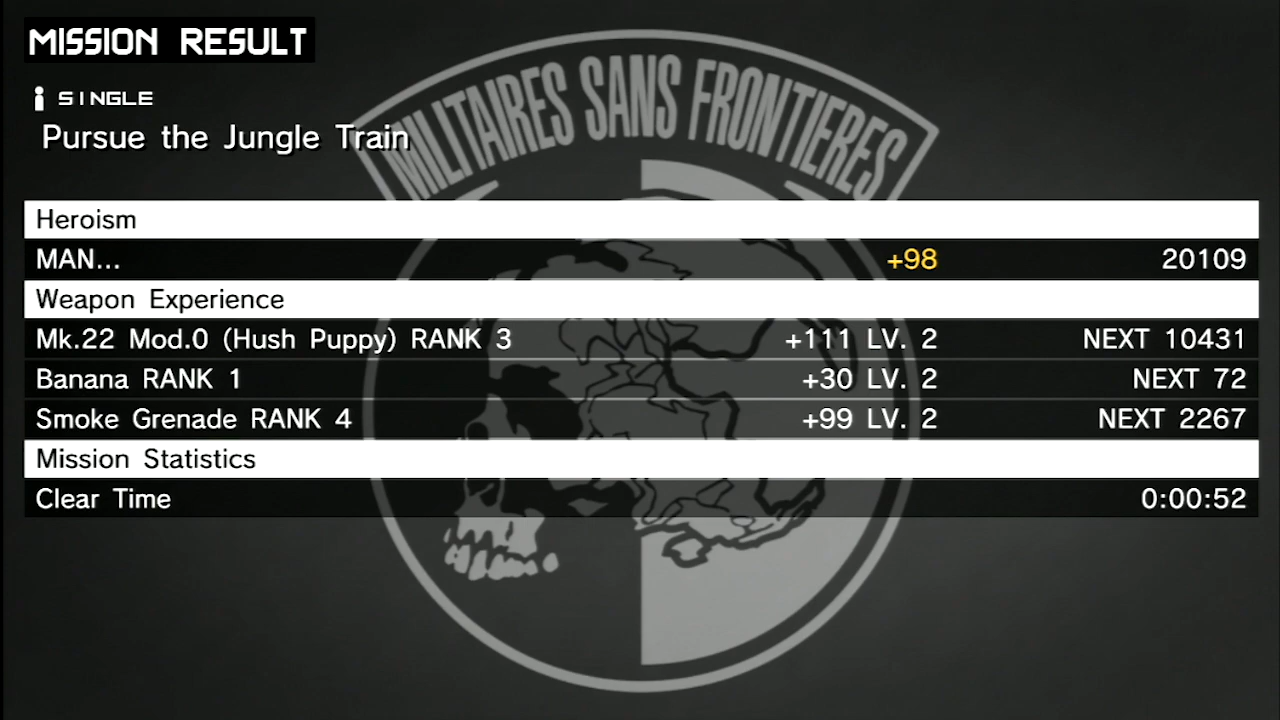 MISSION RESULT
SINGLE
Pursue the Jungle Train
MILITAIRES SANS FRONTIERES
Heroism
MAN... +98 20109
Weapon Experience
Mk.22 Mod.0 (Hush Puppy) RANK 3 +111 LV. 2 NEXT 10431
Banana RANK 1 +30 LV. 2 NEXT 72
Smoke Grenade RANK 4 +99 LV. 2 NEXT 2267
Mission Statistics
Clear Time 0:00:52